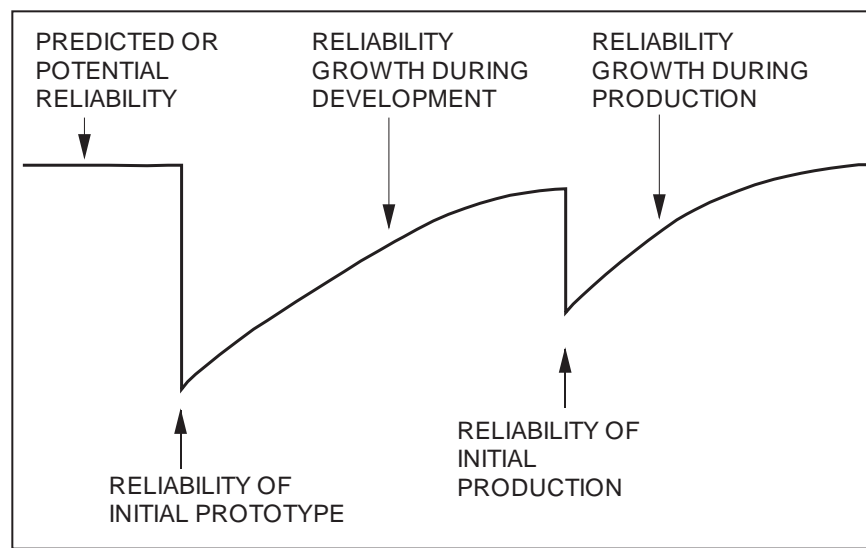 PREDICTED OR
POTENTIAL
RELIABILITY
RELIABILITY
GROWTH DURING
DEVELOPMENT
RELIABILITY
GROWTH DURING
PRODUCTION
RELIABILITY OF
INITIAL PROTOTYPE
RELIABILITY OF
INITIAL
PRODUCTION